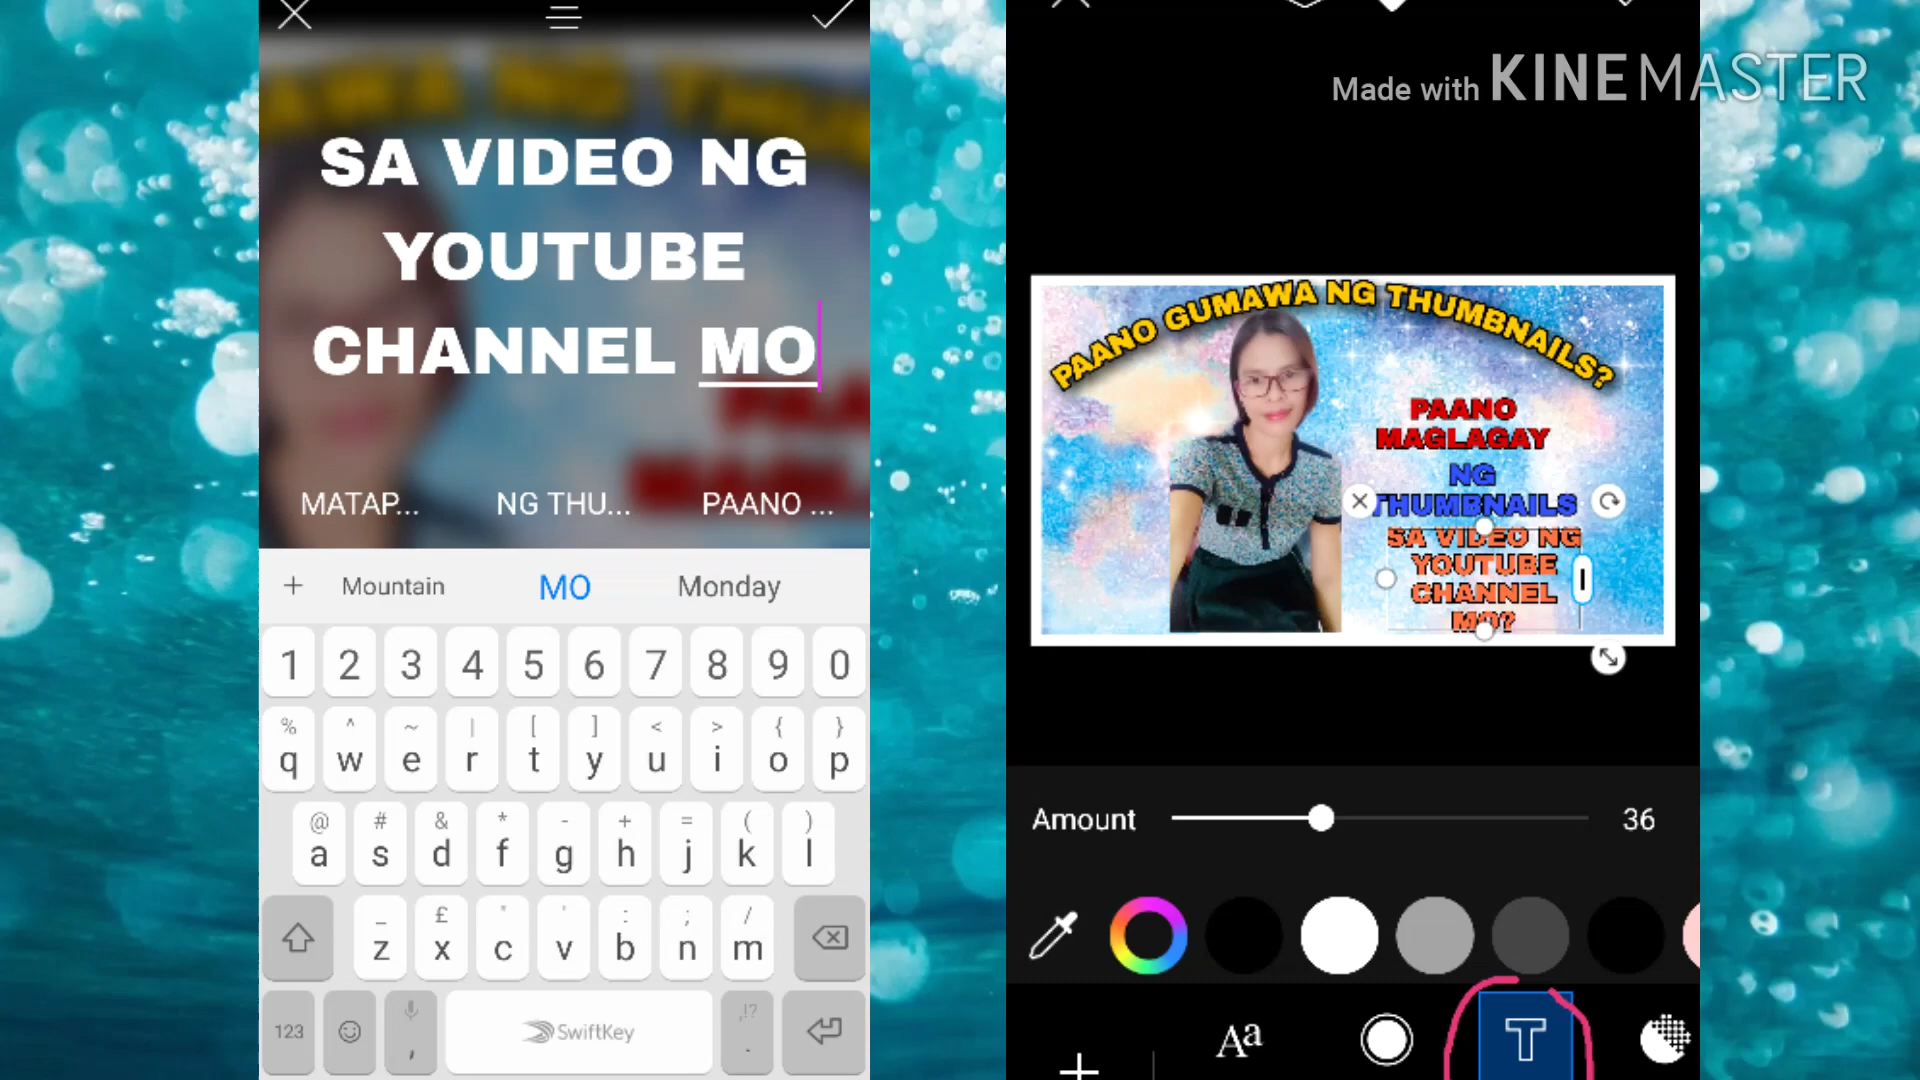 SA VIDEO NG
YOUTUBE
CHANNEL MO
MATAP... NG THU... PAANO ...
+ Mountain MO Monday
1 2 3 4 5 6 7 8 9 0
% ^ ~ | [ ] < > { }
q w e r t y u i o p
@ # & * - + = ( )
a s d f g h j k l
_ £ " ' : ; /
z x c v b n m
123 , SwiftKey ,!? .
Made with KINEMASTER
PAANO GUMAWA NG THUMBNAILS?
PAANO
MAGLAGAY
NG
THUMBNAILS
SA VIDEO NG
YOUTUBE
CHANNEL
MO?
Amount 36
Aa T